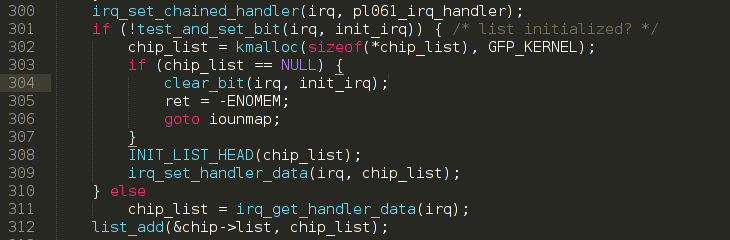 300 irq_set_chained_handler(irq, pl061_irq_handler);
301 if (!test_and_set_bit(irq, init_irq)) { /* list initialized? */
302 chip_list = kmalloc(sizeof(*chip_list), GFP_KERNEL);
303 if (chip_list == NULL) {
304 clear_bit(irq, init_irq);
305 ret = -ENOMEM;
306 goto iounmap;
307 }
308 INIT_LIST_HEAD(chip_list);
309 irq_set_handler_data(irq, chip_list);
310 } else
311 chip_list = irq_get_handler_data(irq);
312 list_add(&chip->list, chip_list);